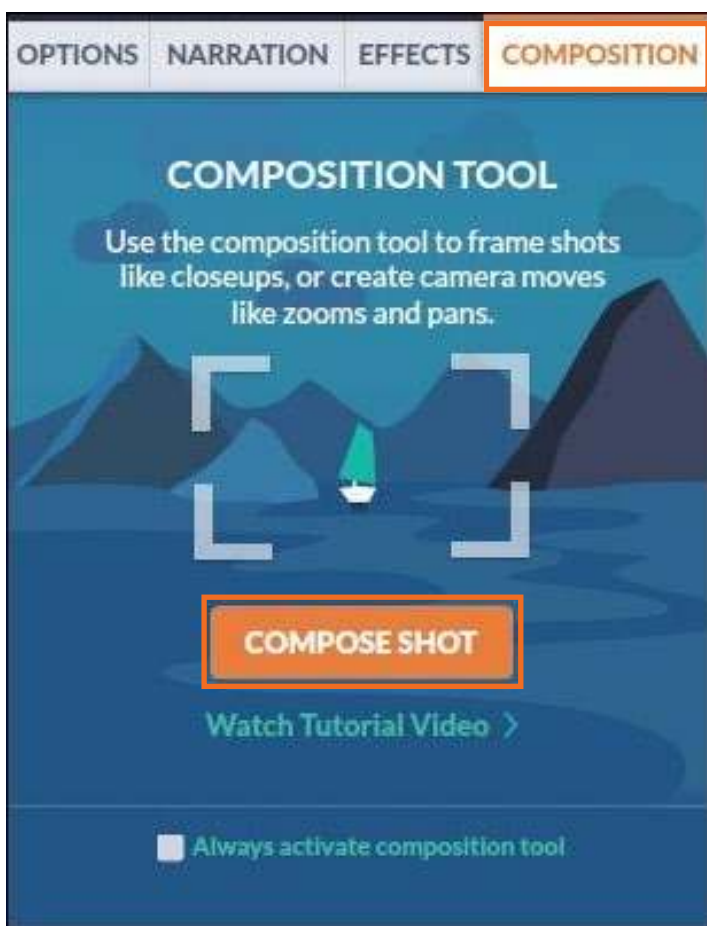 OPTIONS NARRATION EFFECTS COMPOSITION
COMPOSITION TOOL
Use the composition tool to frame shots
like closeups, or create camera moves
like zooms and pans.
COMPOSE SHOT
Watch Tutorial Video >
Always activate composition tool